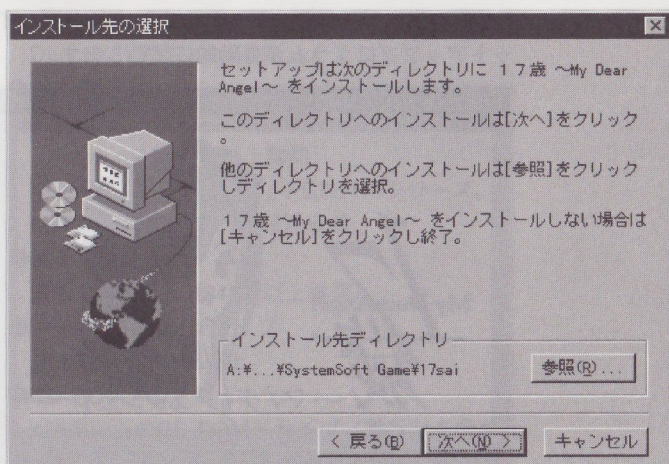 インストール先の選択
セットアップは次のディレクトリに 17歳 ～My Dear
Angel～ をインストールします。
このディレクトリへのインストールは[次へ]をクリック
。
他のディレクトリへのインストールは[参照]をクリック
しディレクトリを選択。
17歳 ～My Dear Angel～ をインストールしない場合は
[キャンセル]をクリックし終了。
インストール先ディレクトリ
A:¥...¥SystemSoft Game¥17sai
参照(R)...
< 戻る(B) 次へ(N) > キャンセル